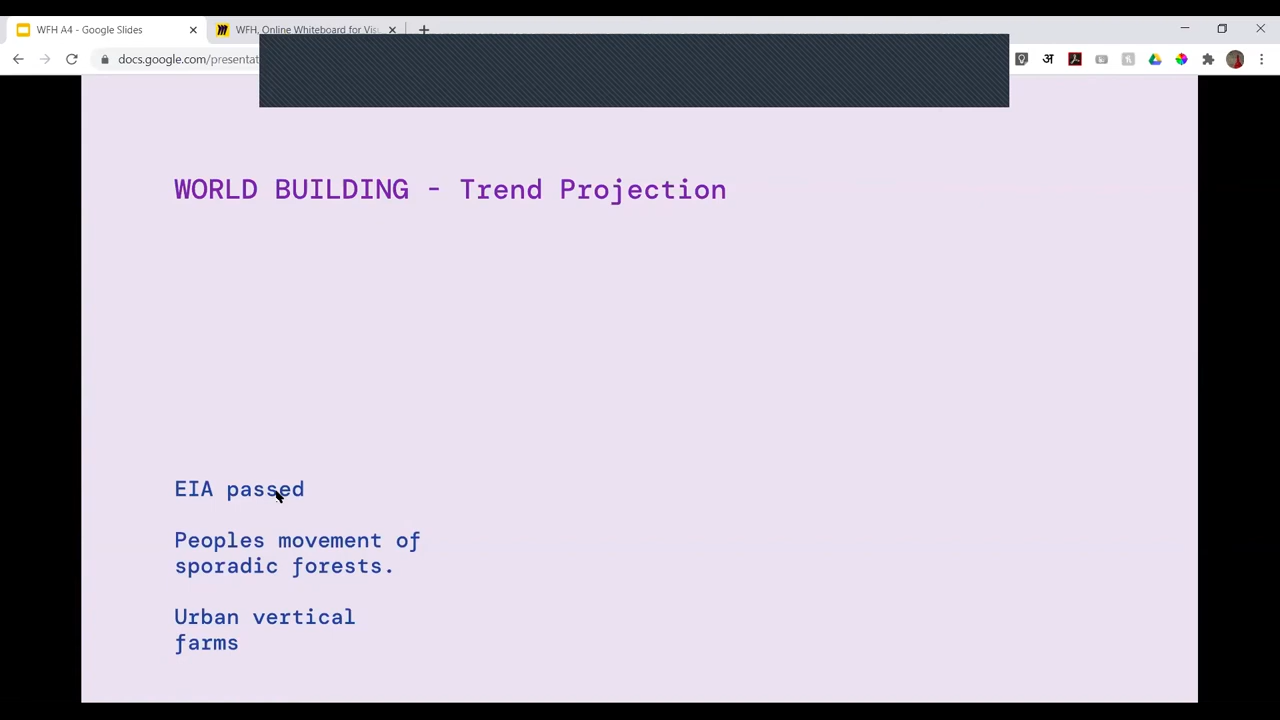 WFH A4 - Google Slides
WFH, Online Whiteboard for Vis
docs.google.com/presentat
अ
WORLD BUILDING - Trend Projection
EIA passed
Peoples movement of
sporadic forests.
Urban vertical
farms